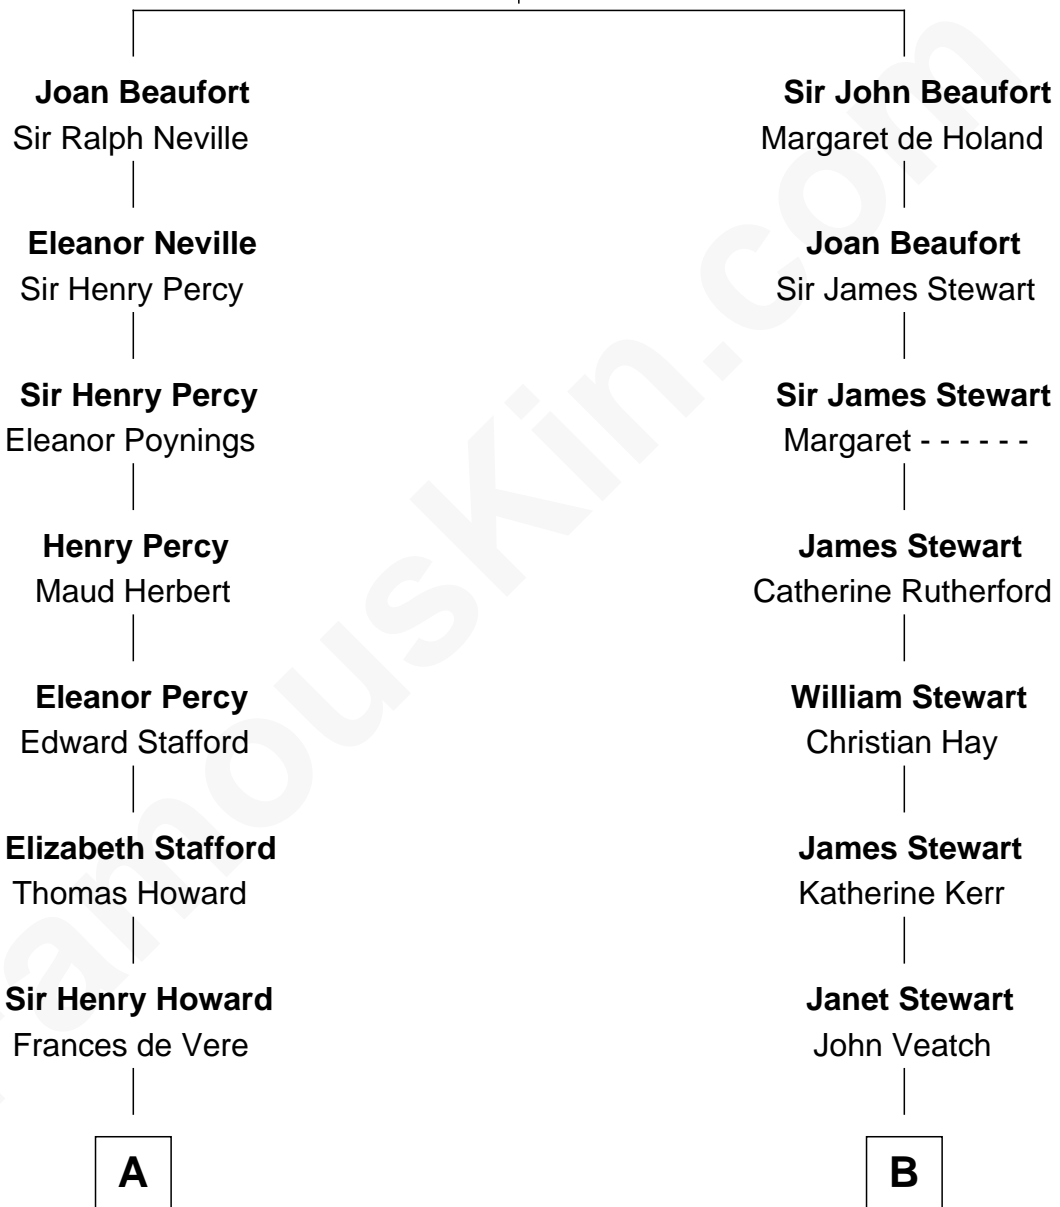 Joan Beaufort
Sir Ralph Neville
Sir John Beaufort
Margaret de Holand
Eleanor Neville
Sir Henry Percy
Joan Beaufort
Sir James Stewart
Sir Henry Percy
Eleanor Poynings
Sir James Stewart
Margaret - - - - - -
Henry Percy
Maud Herbert
James Stewart
Catherine Rutherford
Eleanor Percy
Edward Stafford
William Stewart
Christian Hay
Elizabeth Stafford
Thomas Howard
James Stewart
Katherine Kerr
Sir Henry Howard
Frances de Vere
Janet Stewart
John Veatch
A
B
FamousKin.com